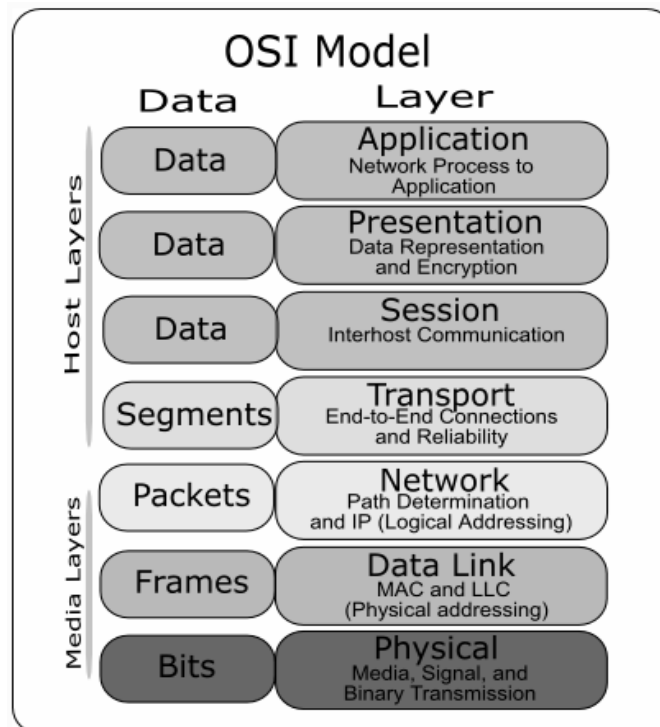 OSI Model
Data Layer
Host Layers
Data Application
Network Process to
Application
Data Presentation
Data Representation
and Encryption
Data Session
Interhost Communication
Segments Transport
End-to-End Connections
and Reliability
Media Layers
Packets Network
Path Determination
and IP (Logical Addressing)
Frames Data Link
MAC and LLC
(Physical addressing)
Bits Physical
Media, Signal, and
Binary Transmission